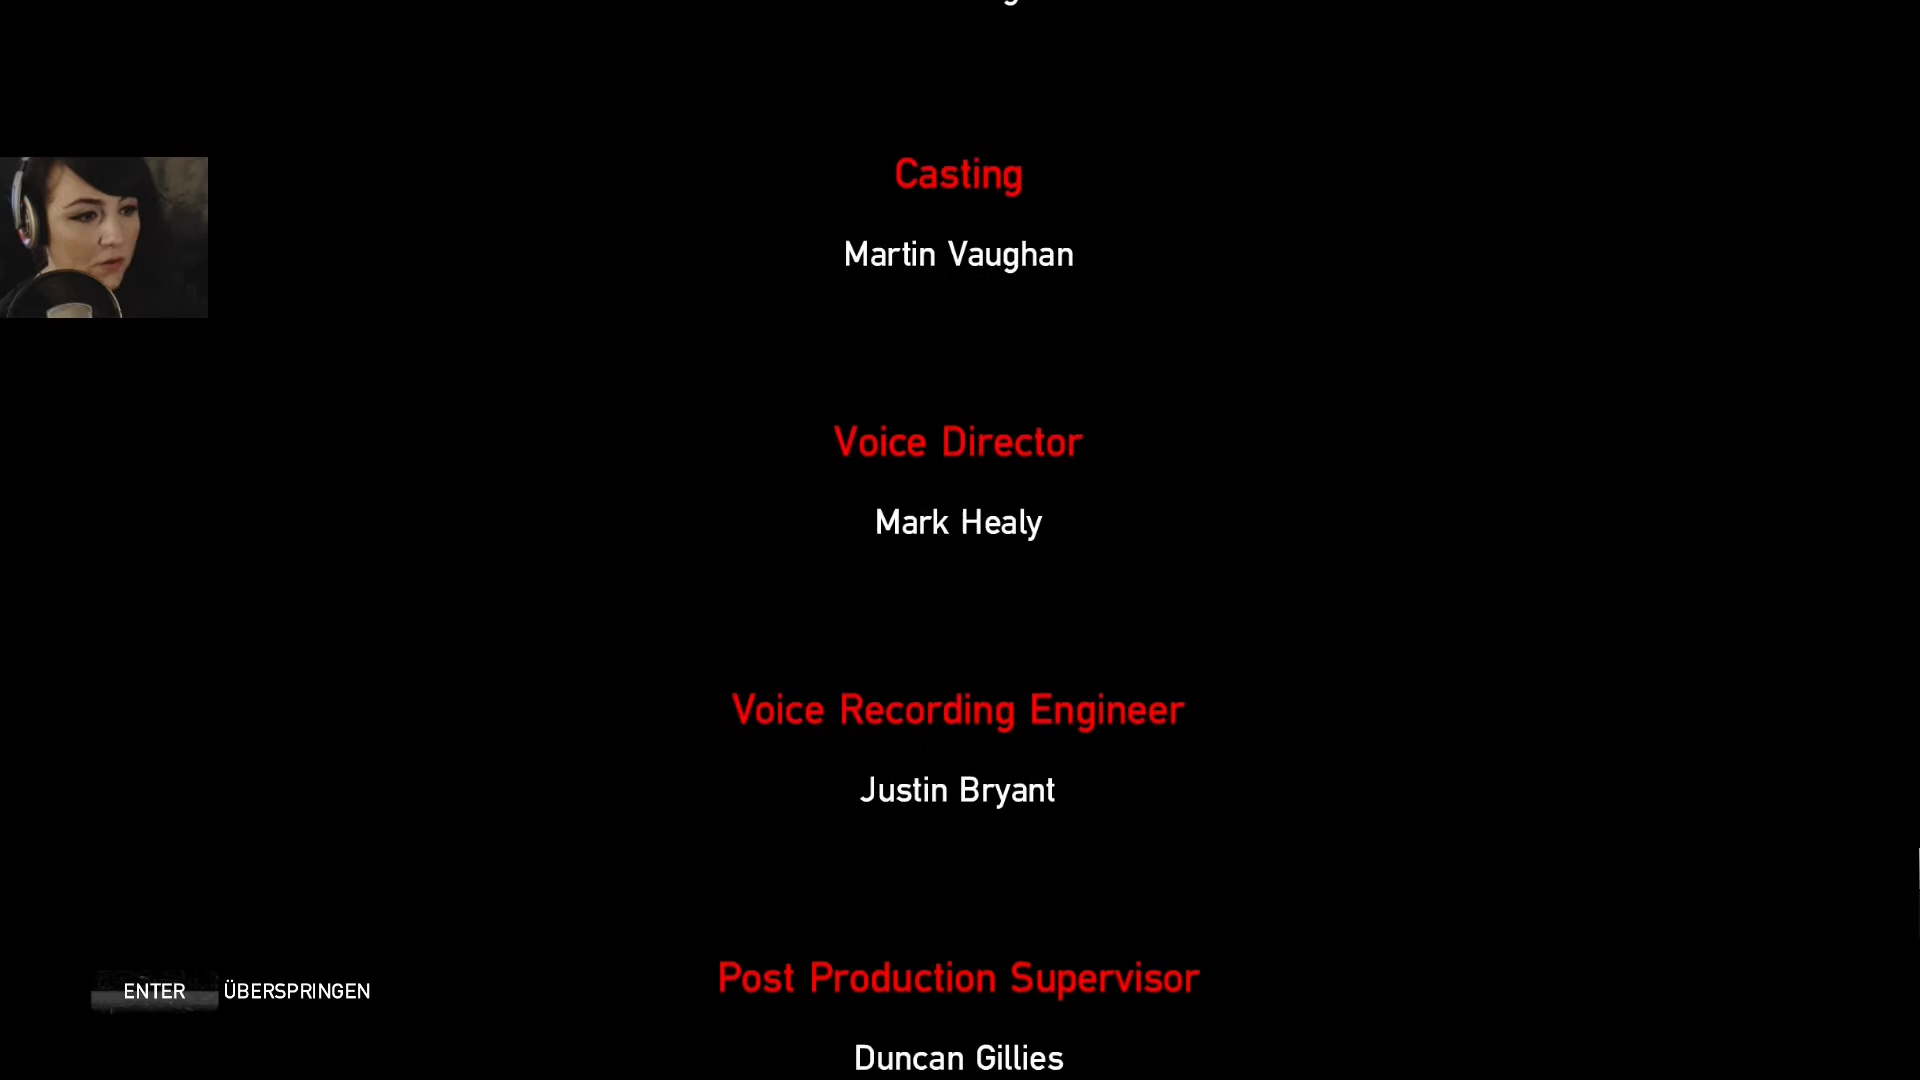 Casting
Martin Vaughan
Voice Director
Mark Healy
Voice Recording Engineer
Justin Bryant
Post Production Supervisor
ENTER ÜBERSPRINGEN
Duncan Gillies